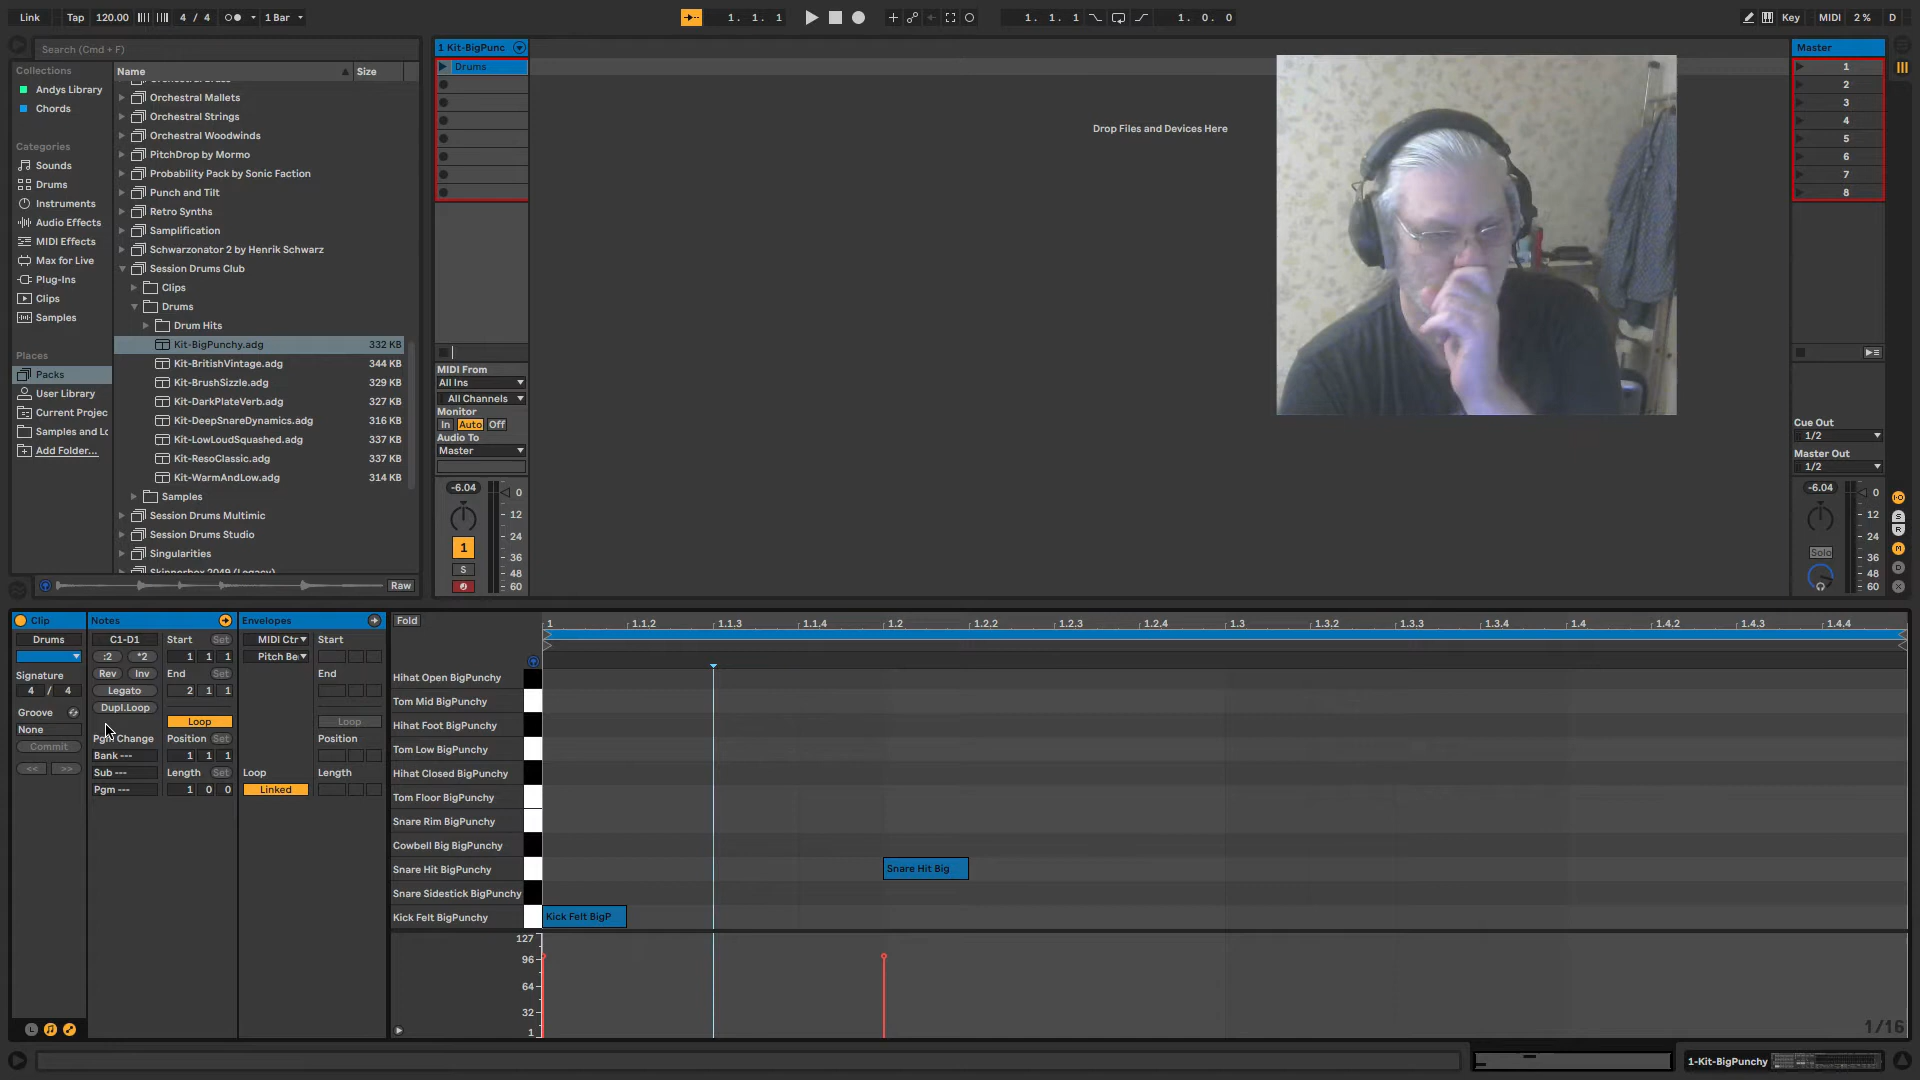 Link Tap 120.00 4 / 4 1 Bar 1. 1. 1 1. 1. 1 1. 0. 0 Key MIDI 2 % D
Search (Cmd + F)
Collections
Andys Library
Chords
Categories
Sounds
Drums
Instruments
Audio Effects
MIDI Effects
Max for Live
Plug-Ins
Clips
Samples
Places
Packs
User Library
Current Projec
Samples and Lo
Add Folder...
Name Size
Orchestral Mallets
Orchestral Strings
Orchestral Woodwinds
PitchDrop by Mormo
Probability Pack by Sonic Faction
Punch and Tilt
Retro Synths
Samplification
Schwarzonator 2 by Henrik Schwarz
Session Drums Club
Clips
Drums
Drum Hits
Kit-BigPunchy.adg 332 KB
Kit-BritishVintage.adg 344 KB
Kit-BrushSizzle.adg 329 KB
Kit-DarkPlateVerb.adg 327 KB
Kit-DeepSnareDynamics.adg 316 KB
Kit-LowLoudSquashed.adg 337 KB
Kit-ResoClassic.adg 337 KB
Kit-WarmAndLow.adg 314 KB
Samples
Session Drums Multimic
Session Drums Studio
Singularities
Skinnerbox 2049 (Legacy)
Raw
1 Kit-BigPunc
Drums
MIDI From
All Ins
All Channels
Monitor
In Auto Off
Audio To
Master
-6.04
0
12
24
36
48
60
1
S
Drop Files and Devices Here
Master
1
2
3
4
5
6
7
8
Cue Out
1/2
Master Out
1/2
-6.04
0
12
24
36
48
60
Solo
I·O
S
R
M
D
X
Clip
Drums
Signature
4 / 4
Groove
None
Commit
<< >>
Notes
C1-D1
:2 *2
Rev Inv
Legato
Dupl.Loop
Pgm Change
Bank ---
Sub ---
Pgm ---
Start Set
1 1 1
End Set
2 1 1
Loop
Position Set
1 1 1
Length Set
1 0 0
Envelopes
MIDI Ctr
Pitch Be
Loop
Linked
Start
End
Loop
Position
Length
Fold
1 1.1.2 1.1.3 1.1.4 1.2 1.2.2 1.2.3 1.2.4 1.3 1.3.2 1.3.3 1.3.4 1.4 1.4.2 1.4.3 1.4.4
Hihat Open BigPunchy
Tom Mid BigPunchy
Hihat Foot BigPunchy
Tom Low BigPunchy
Hihat Closed BigPunchy
Tom Floor BigPunchy
Snare Rim BigPunchy
Cowbell Big BigPunchy
Snare Hit BigPunchy Snare Hit Big
Snare Sidestick BigPunchy
Kick Felt BigPunchy Kick Felt BigP
127
96
64
32
1
1/16
L
1-Kit-BigPunchy